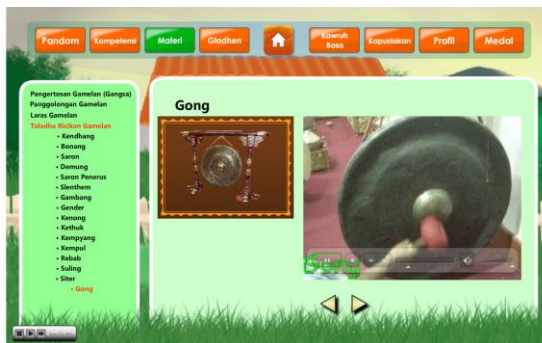 Pandom
Kompetensi
Materi
Gladhen
Kawruh
Basa
Kapustakan
Profil
Medal
Pangertosan Gamelan (Gangsa)
Panggolongan Gamelan
Laras Gamelan
Tuladha Ricikan Gamelan
• Kendhang
• Bonang
• Saron
• Demung
• Saron Penerus
• Slenthem
• Gambang
• Gender
• Kenong
• Kethuk
• Kempyang
• Kempul
• Rebab
• Suling
• Siter
• Gong
Gong
Gong